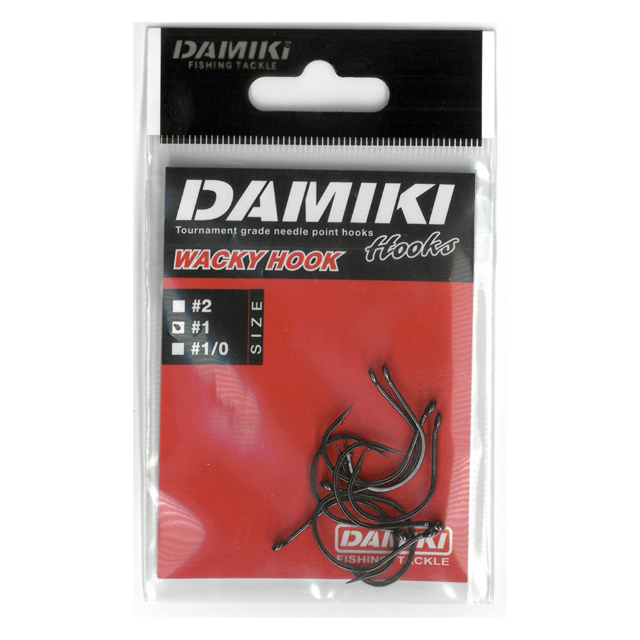 DAMIKI
FISHING TACKLE
DAMIKI
Tournament grade needle point hooks
Hooks
WACKY HOOK
#2
#1
#1/0
SIZE
DAMIKI
FISHING TACKLE